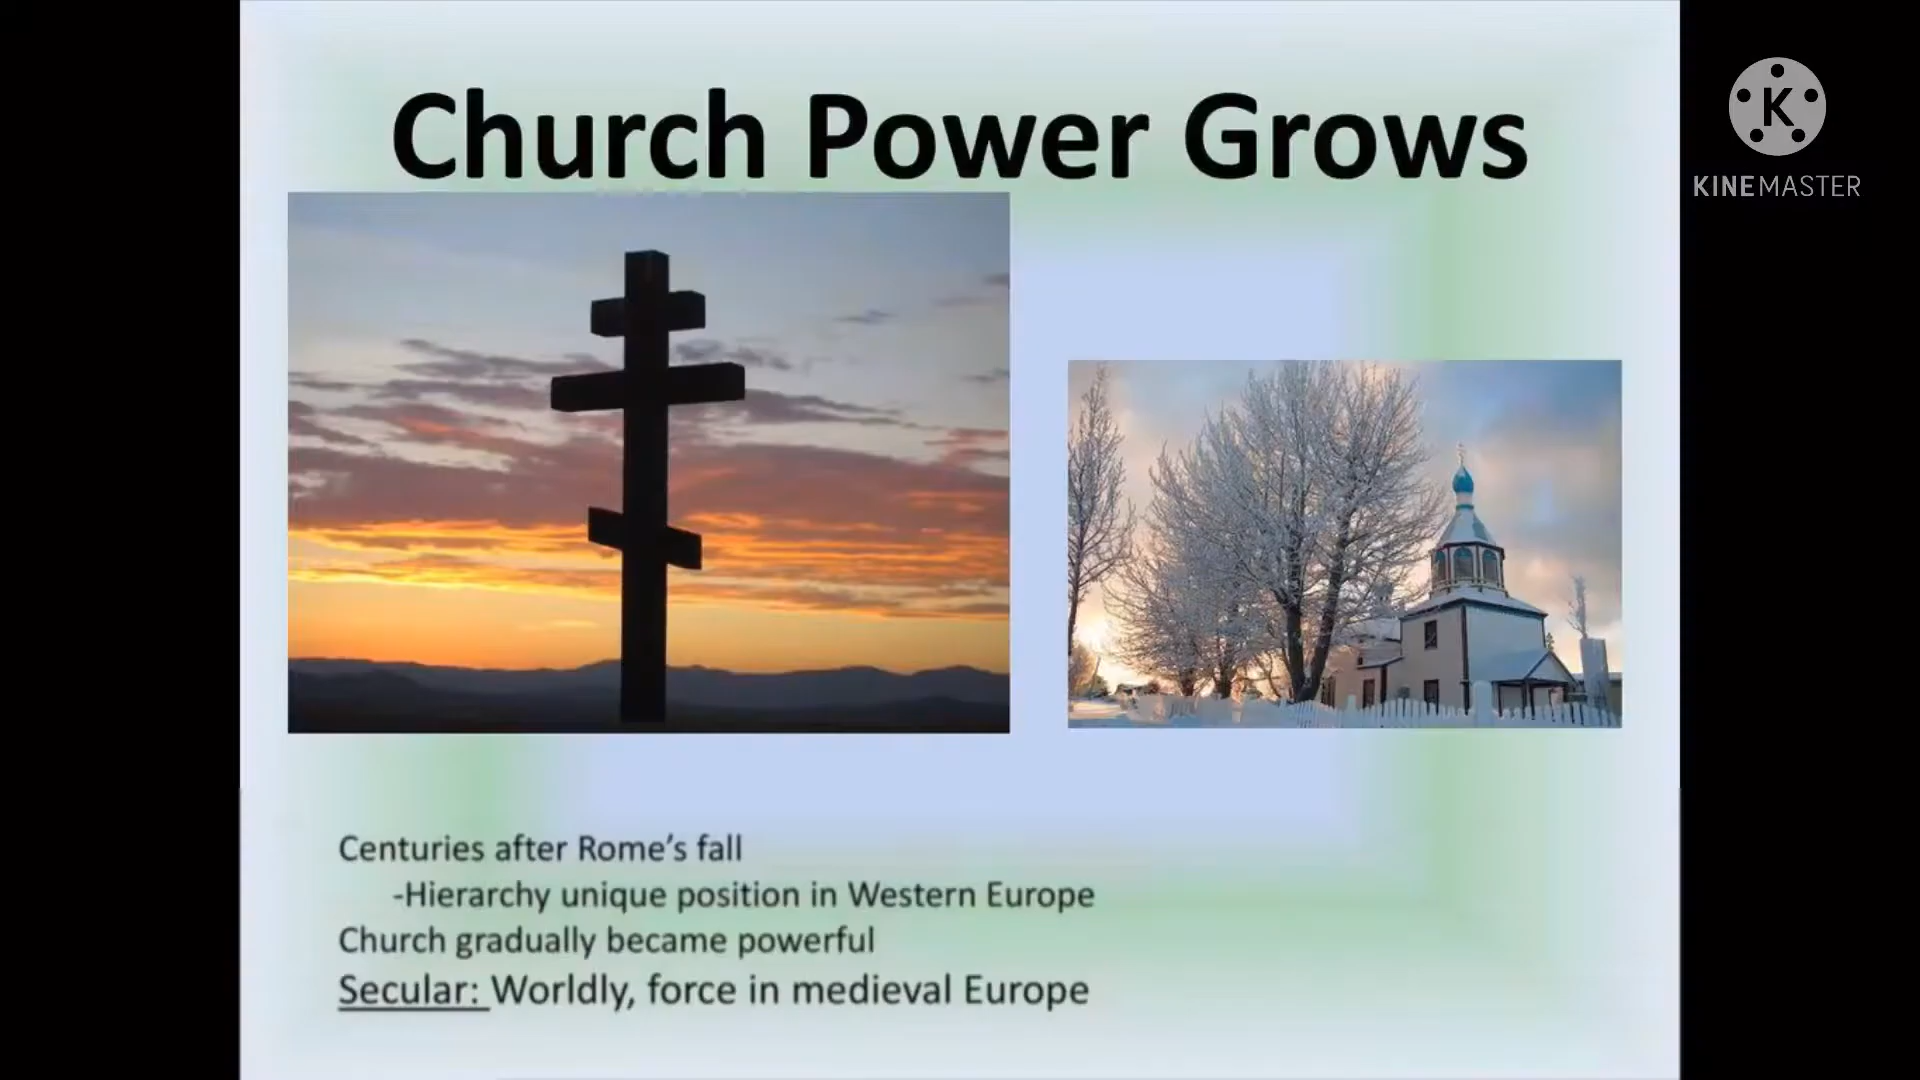 Church Power Grows
K
KINEMASTER
Centuries after Rome's fall
-Hierarchy unique position in Western Europe
Church gradually became powerful
Secular: Worldly, force in medieval Europe